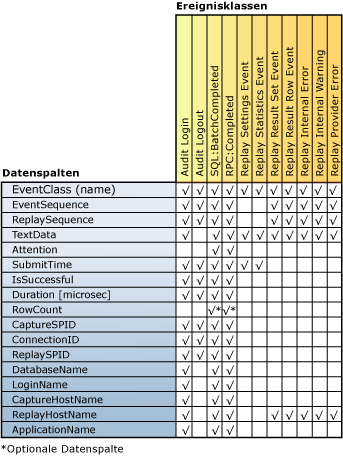 Ereignisklassen
Datenspalten
Audit Login
Audit Logout
SQL:BatchCompleted
RPC:Completed
Replay Settings Event
Replay Statistics Event
Replay Result Set Event
Replay Result Row Event
Replay Internal Error
Replay Internal Warning
Replay Provider Error
EventClass (name) √ √ √ √ √ √ √ √ √ √ √
EventSequence √ √ √ √ √ √ √ √ √
ReplaySequence √ √ √ √ √ √ √ √ √
TextData √ √ √ √ √ √ √ √ √ √
Attention √ √
SubmitTime √ √ √ √ √ √
IsSuccessful √ √ √ √
Duration [microsec] √ √ √ √
RowCount √* √*
CaptureSPID √ √ √ √
ConnectionID √ √ √ √
ReplaySPID √ √ √ √
DatabaseName √ √ √
LoginName √ √ √
CaptureHostName √ √ √
ReplayHostName √ √ √ √ √ √ √ √
ApplicationName √ √ √
*Optionale Datenspalte